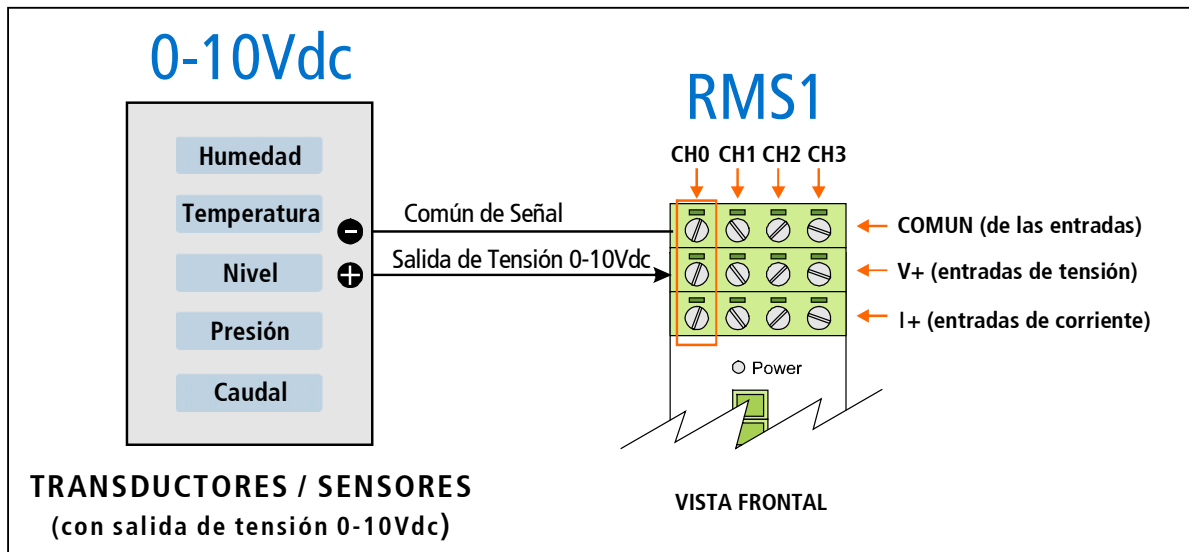 0-10Vdc
RMS1
Humedad
Temperatura
Nivel
Presión
Caudal
Común de Señal
Salida de Tensión 0-10Vdc
CH0 CH1 CH2 CH3
COMUN (de las entradas)
V+ (entradas de tensión)
I+ (entradas de corriente)
Power
TRANSDUCTORES / SENSORES
(con salida de tensión 0-10Vdc)
VISTA FRONTAL